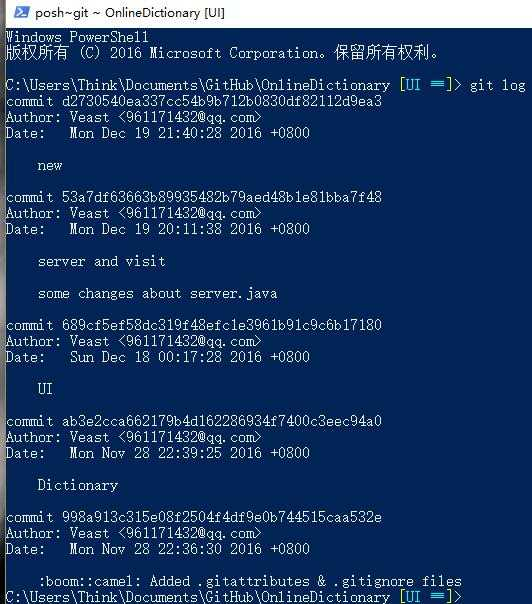 posh~git ~ OnlineDictionary [UI]
Windows PowerShell
版权所有 (C) 2016 Microsoft Corporation。保留所有权利。
C:\Users\Think\Documents\GitHub\OnlineDictionary [UI ≡]> git log
commit d2730540ea337cc54b9b712b0830df82112d9ea3
Author: Veast <961171432@qq.com>
Date:   Mon Dec 19 21:40:28 2016 +0800
new
commit 53a7df63663b89935482b79aed48b1e81bba7f48
Author: Veast <961171432@qq.com>
Date:   Mon Dec 19 20:11:38 2016 +0800
server and visit
some changes about server.java
commit 689cf5ef58dc319f48efc1e3961b91c9c6b17180
Author: Veast <961171432@qq.com>
Date:   Sun Dec 18 00:17:28 2016 +0800
UI
commit ab3e2cca662179b4d162286934f7400c3eec94a0
Author: Veast <961171432@qq.com>
Date:   Mon Nov 28 22:39:25 2016 +0800
Dictionary
commit 998a913c315e08f2504f4df9e0b744515caa532e
Author: Veast <961171432@qq.com>
Date:   Mon Nov 28 22:36:30 2016 +0800
:boom::camel: Added .gitattributes & .gitignore files
C:\Users\Think\Documents\GitHub\OnlineDictionary [UI ≡]>